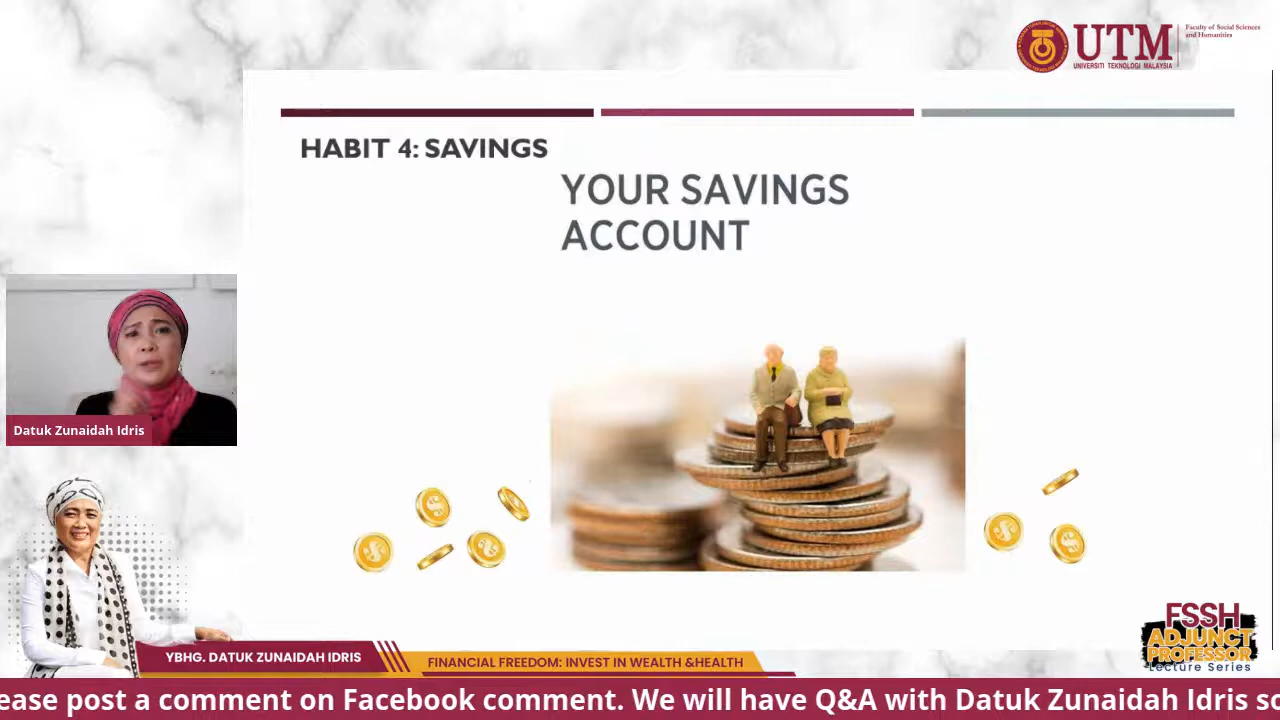 UTM
UNIVERSITI TEKNOLOGI MALAYSIA
Faculty of Social Sciences
and Humanities
HABIT 4: SAVINGS
YOUR SAVINGS
ACCOUNT
Datuk Zunaidah Idris
YBHG. DATUK ZUNAIDAH IDRIS
FINANCIAL FREEDOM: INVEST IN WEALTH &HEALTH
FSSH
ADJUNCT
PROFESSOR
Lecture Series
ease post a comment on Facebook comment. We will have Q&A with Datuk Zunaidah Idris so